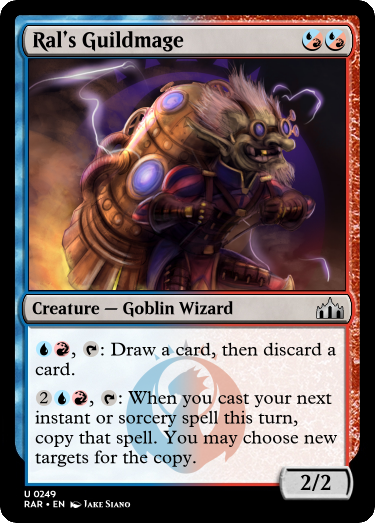 Ral's Guildmage
Creature — Goblin Wizard
, : Draw a card, then discard a
card.
2 , : When you cast your next
instant or sorcery spell this turn,
copy that spell. You may choose new
targets for the copy.
2/2
U 0249
RAR • EN Jake Siano